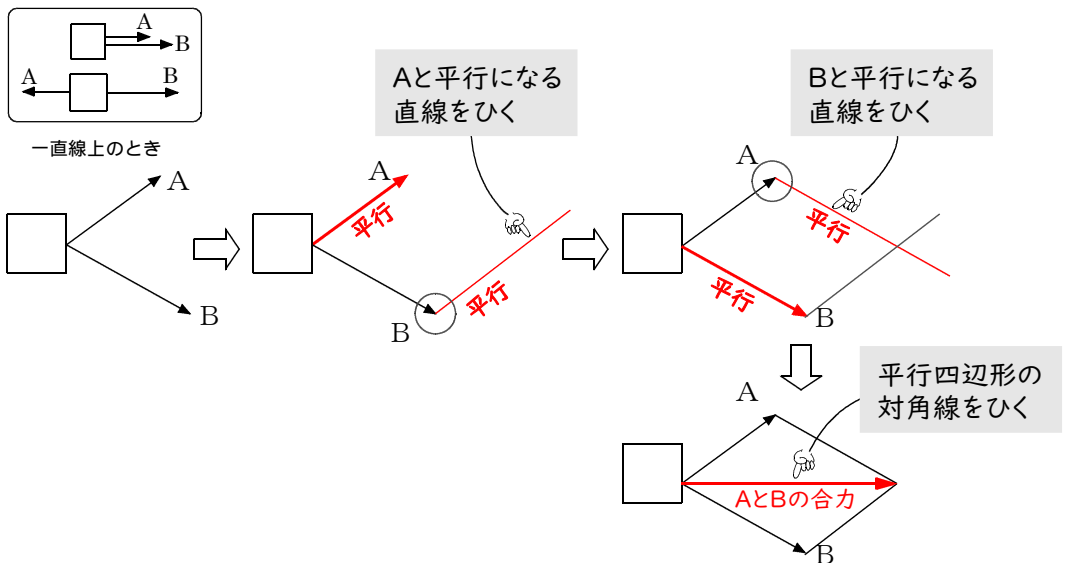 A
B
A
B
一直線上のとき
A
B
Aと平行になる
直線をひく
A
平行
平行
B
Bと平行になる
直線をひく
A
平行
平行
B
平行四辺形の
対角線をひく
A
AとBの合力
B